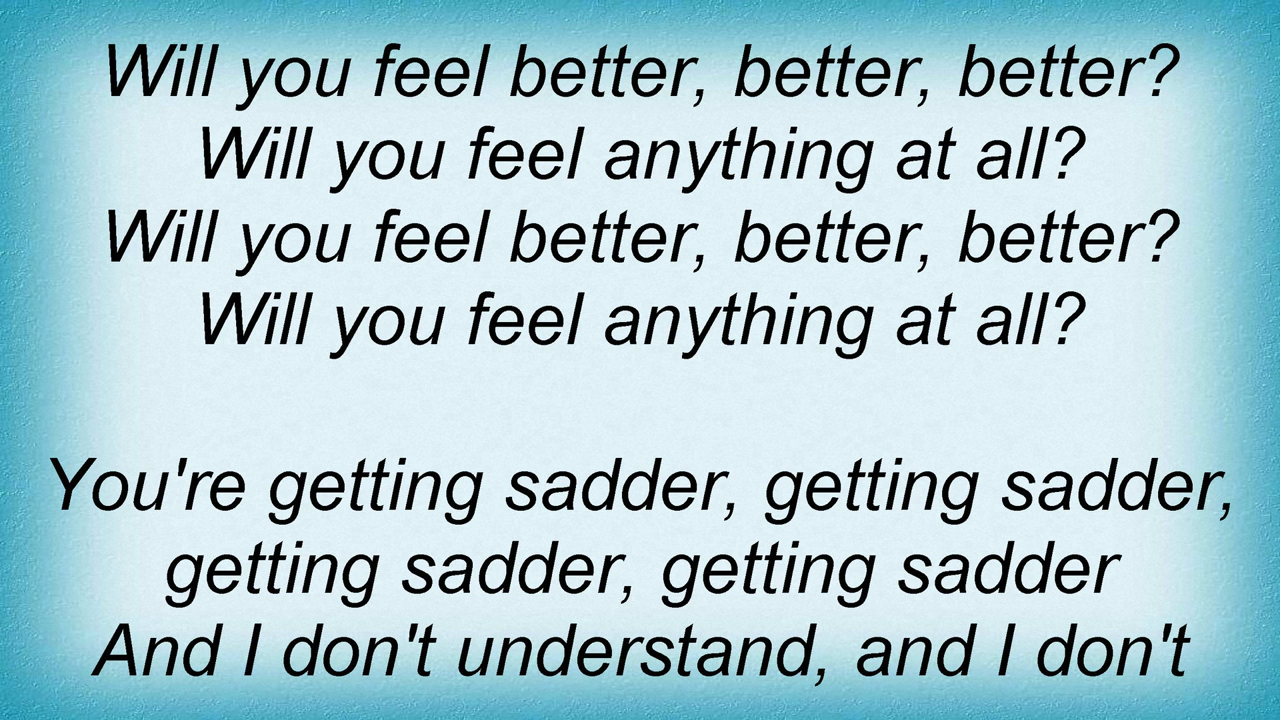 Will you feel better, better, better?
Will you feel anything at all?
Will you feel better, better, better?
Will you feel anything at all?
You're getting sadder, getting sadder,
getting sadder, getting sadder
And I don't understand, and I don't